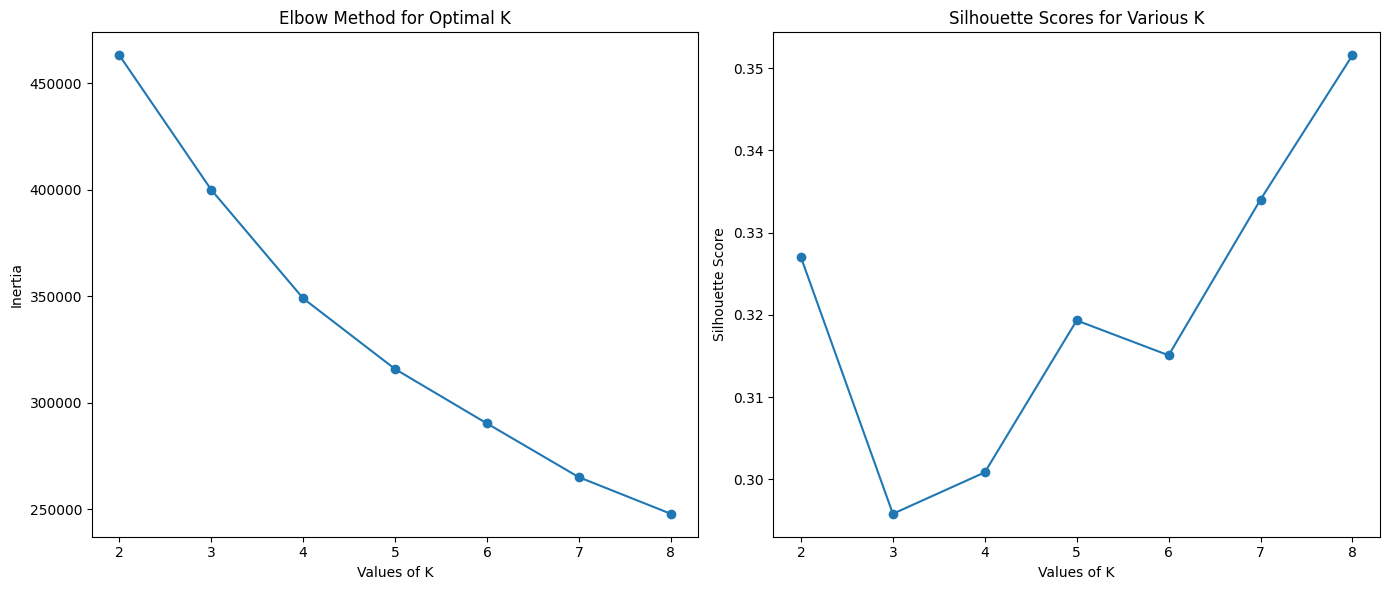 Elbow Method for Optimal K
450000
400000
350000
300000
250000
Inertia
2 3 4 5 6 7 8
Values of K
Silhouette Scores for Various K
0.35
0.34
0.33
0.32
0.31
0.30
Silhouette Score
2 3 4 5 6 7 8
Values of K